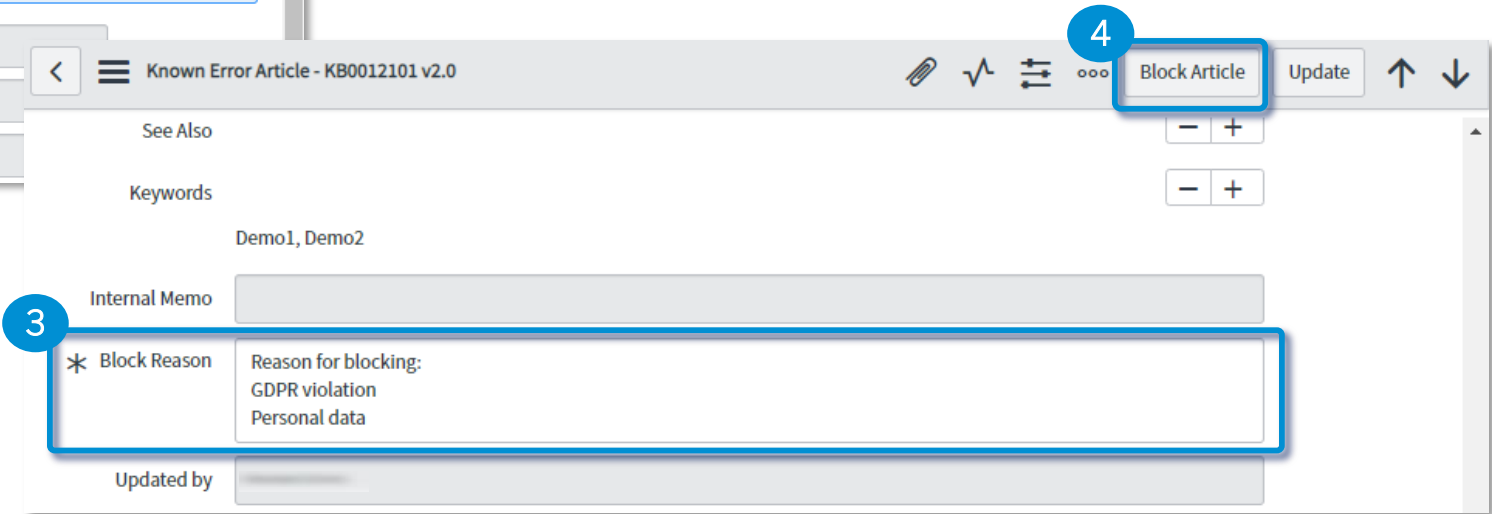 4
Known Error Article - KB0012101 v2.0
Block Article
Update
See Also
Keywords
Demo1, Demo2
Internal Memo
3
* Block Reason
Reason for blocking:
GDPR violation
Personal data
Updated by